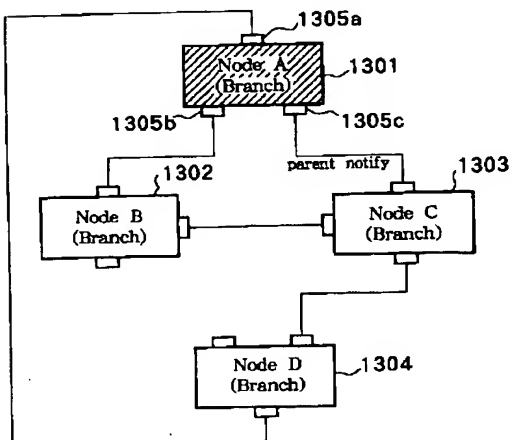 1305a
Node A
(Branch)
1301
1305b
1305c
parent notify
1302
1303
Node B
(Branch)
Node C
(Branch)
Node D
(Branch)
1304